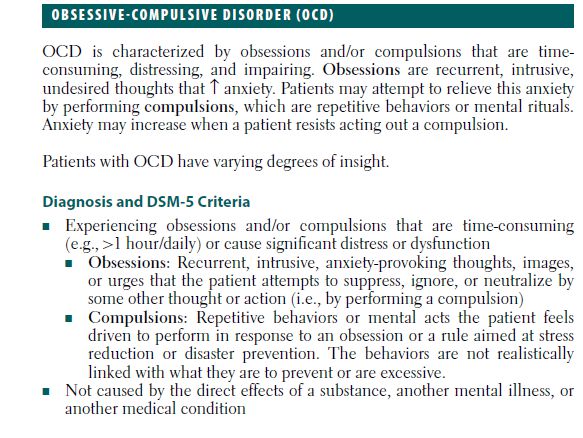 OBSESSIVE-COMPULSIVE DISORDER (OCD)
OCD is characterized by obsessions and/or compulsions that are time-
consuming, distressing, and impairing. Obsessions are recurrent, intrusive,
undesired thoughts that ↑ anxiety. Patients may attempt to relieve this anxiety
by performing compulsions, which are repetitive behaviors or mental rituals.
Anxiety may increase when a patient resists acting out a compulsion.
Patients with OCD have varying degrees of insight.
Diagnosis and DSM-5 Criteria
■ Experiencing obsessions and/or compulsions that are time-consuming
(e.g., >1 hour/daily) or cause significant distress or dysfunction
■ Obsessions: Recurrent, intrusive, anxiety-provoking thoughts, images,
or urges that the patient attempts to suppress, ignore, or neutralize by
some other thought or action (i.e., by performing a compulsion)
■ Compulsions: Repetitive behaviors or mental acts the patient feels
driven to perform in response to an obsession or a rule aimed at stress
reduction or disaster prevention. The behaviors are not realistically
linked with what they are to prevent or are excessive.
■ Not caused by the direct effects of a substance, another mental illness, or
another medical condition